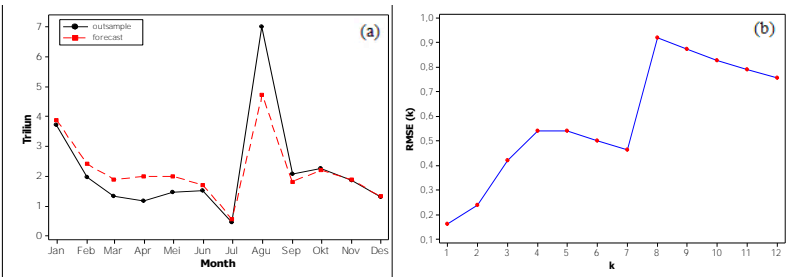 (a)
outsample
forecast
Triliun
7
6
5
4
3
2
1
0
Jan Feb Mar Apr Mei Jun Jul Agu Sep Okt Nov Des
Month
(b)
RMSE (k)
1,0
0,9
0,8
0,7
0,6
0,5
0,4
0,3
0,2
0,1
1 2 3 4 5 6 7 8 9 10 11 12
k